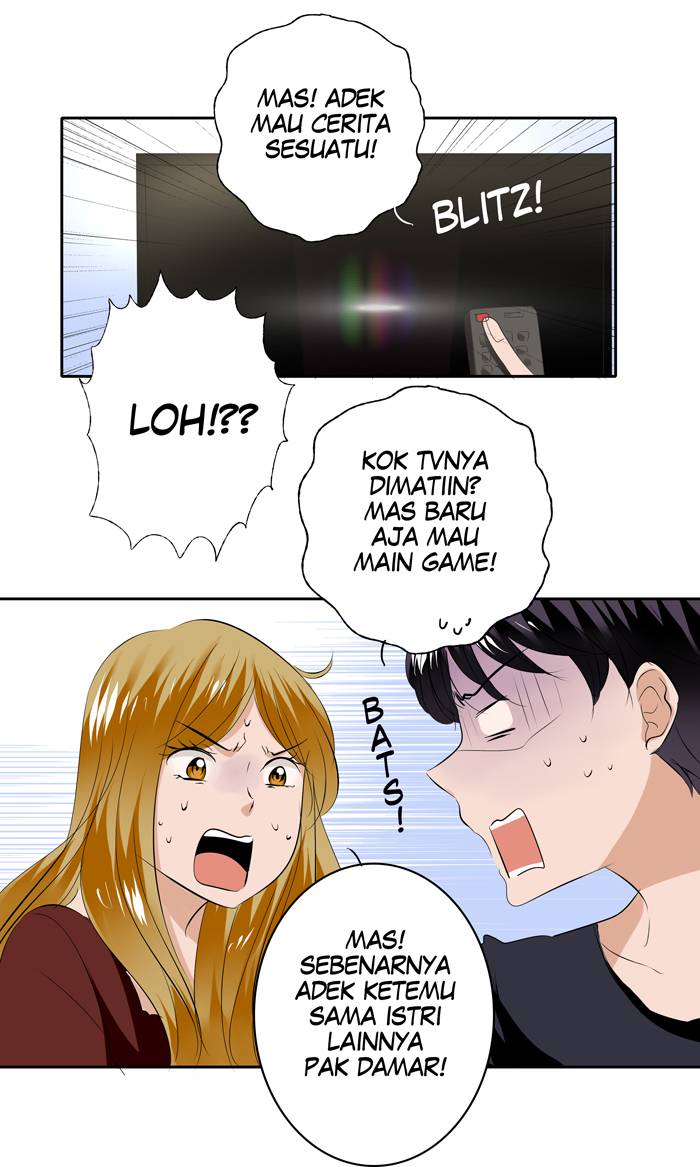 MAS! ADEK
MAU CERITA
SESUATU!
BLITZ!
LOH!??
KOK TVNYA
DIMATIIN?
MAS BARU
AJA MAU
MAIN GAME!
BATS!
MAS!
SEBENARNYA
ADEK KETEMU
SAMA ISTRI
LAINNYA
PAK DAMAR!